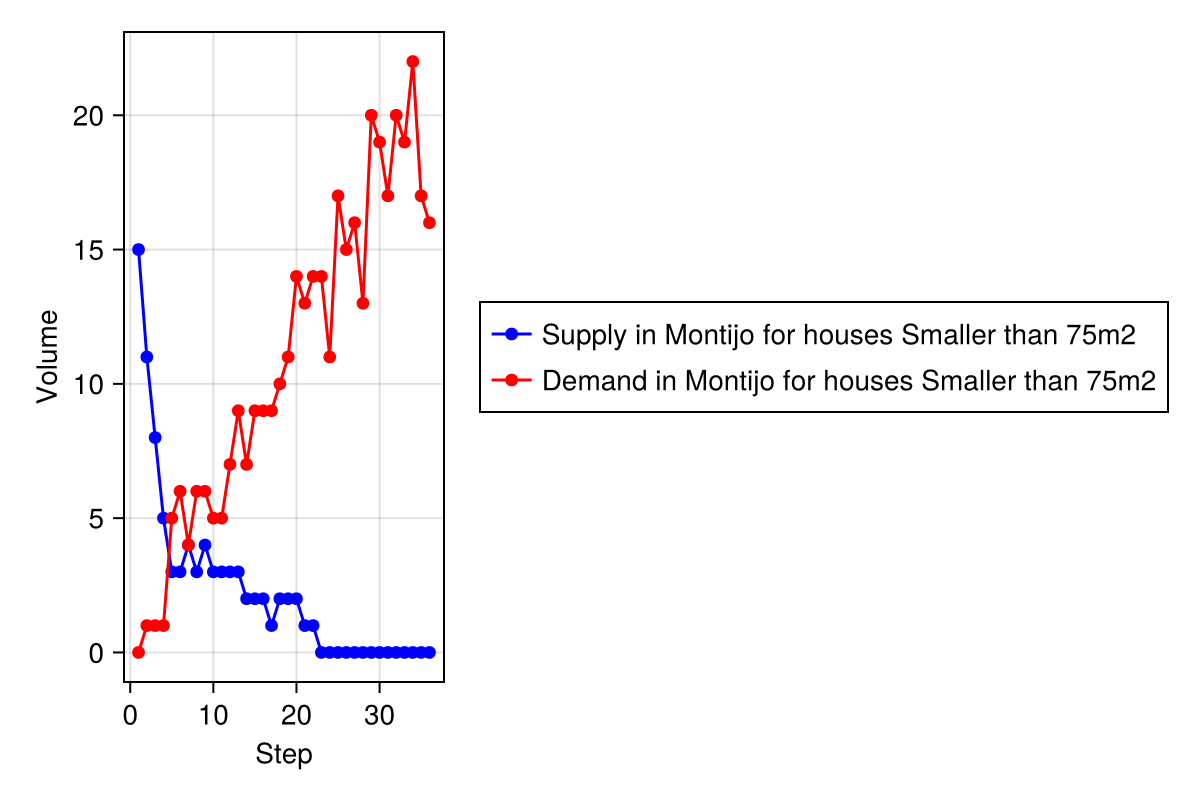 20
15
10
5
0
Volume
0 10 20 30
Step
Supply in Montijo for houses Smaller than 75m2
Demand in Montijo for houses Smaller than 75m2